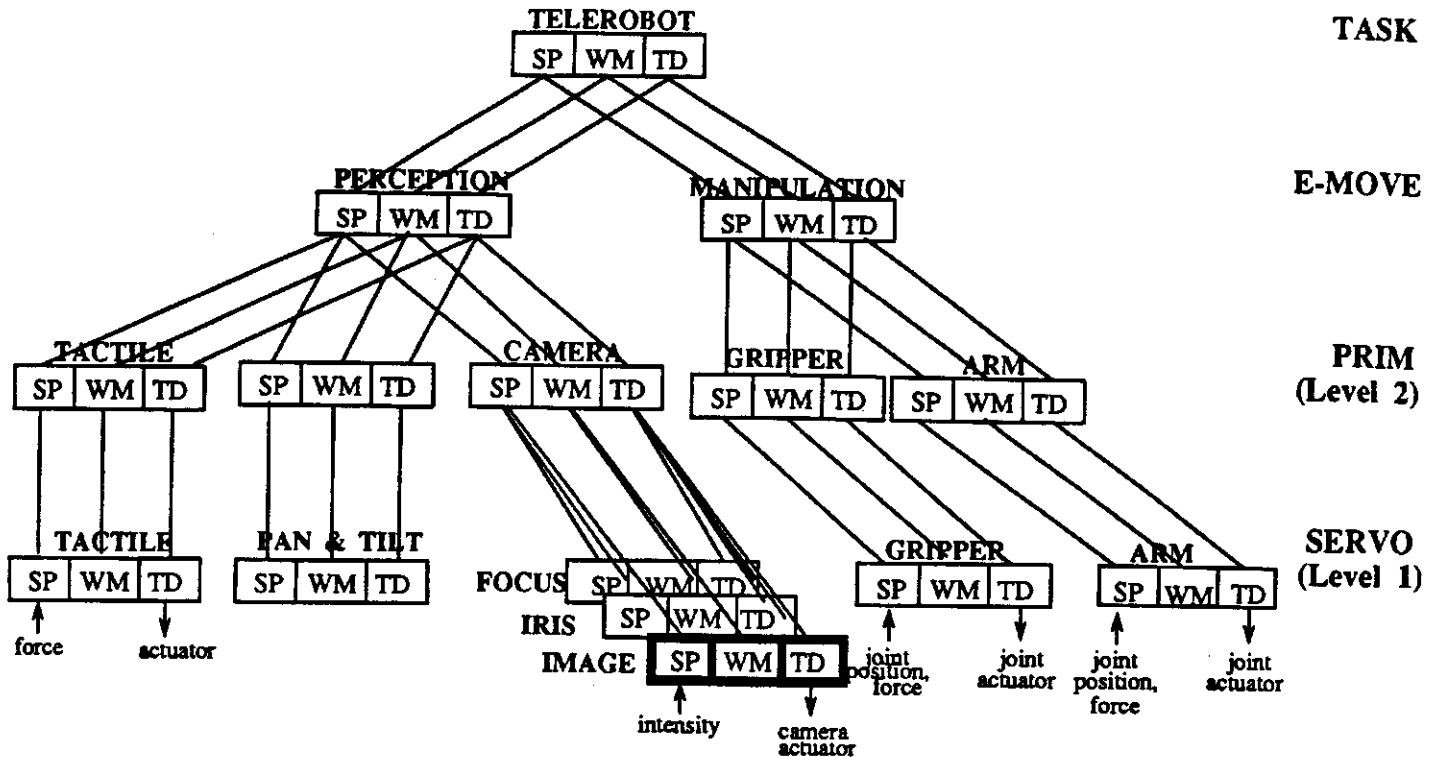 TELEROBOT
TASK
SP WM TD
PERCEPTION
MANIPULATION
E-MOVE
SP WM TD
SP WM TD
TACTILE
CAMERA
GRIPPER
ARM
PRIM
(Level 2)
SP WM TD
SP WM TD
SP WM TD
SP WM TD
SP WM TD
TACTILE
PAN & TILT
GRIPPER
ARM
SERVO
(Level 1)
SP WM TD
SP WM TD
FOCUS
SP WM TD
SP WM TD
SP WM TD
IRIS
SP WM TD
IMAGE
SP WM TD
force
actuator
joint
position,
force
joint
actuator
joint
position,
force
joint
actuator
intensity
camera
actuator